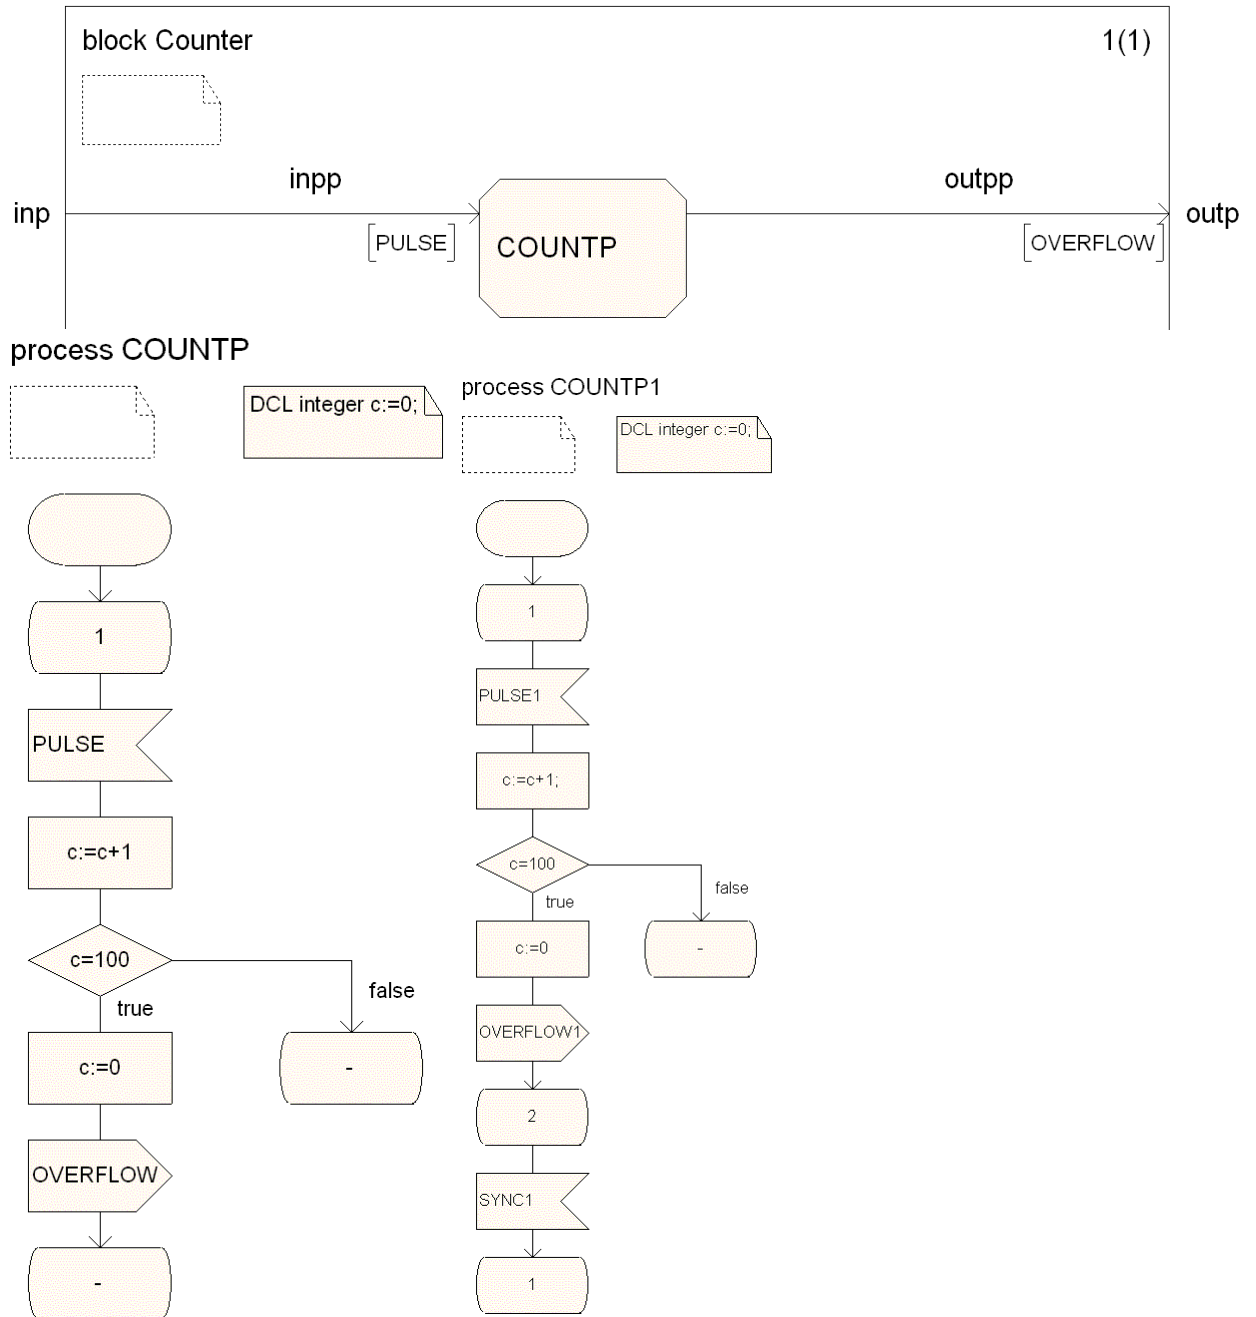 block Counter
1(1)
inpp
outpp
inp
outp
[PULSE]
COUNTP
[OVERFLOW]
process COUNTP
DCL integer c:=0;
1
PULSE
c:=c+1
c=100
false
true
c:=0
-
OVERFLOW
-
process COUNTP1
DCL integer c:=0;
1
PULSE1
c:=c+1;
c=100
false
true
c:=0
-
OVERFLOW1
2
SYNC1
1